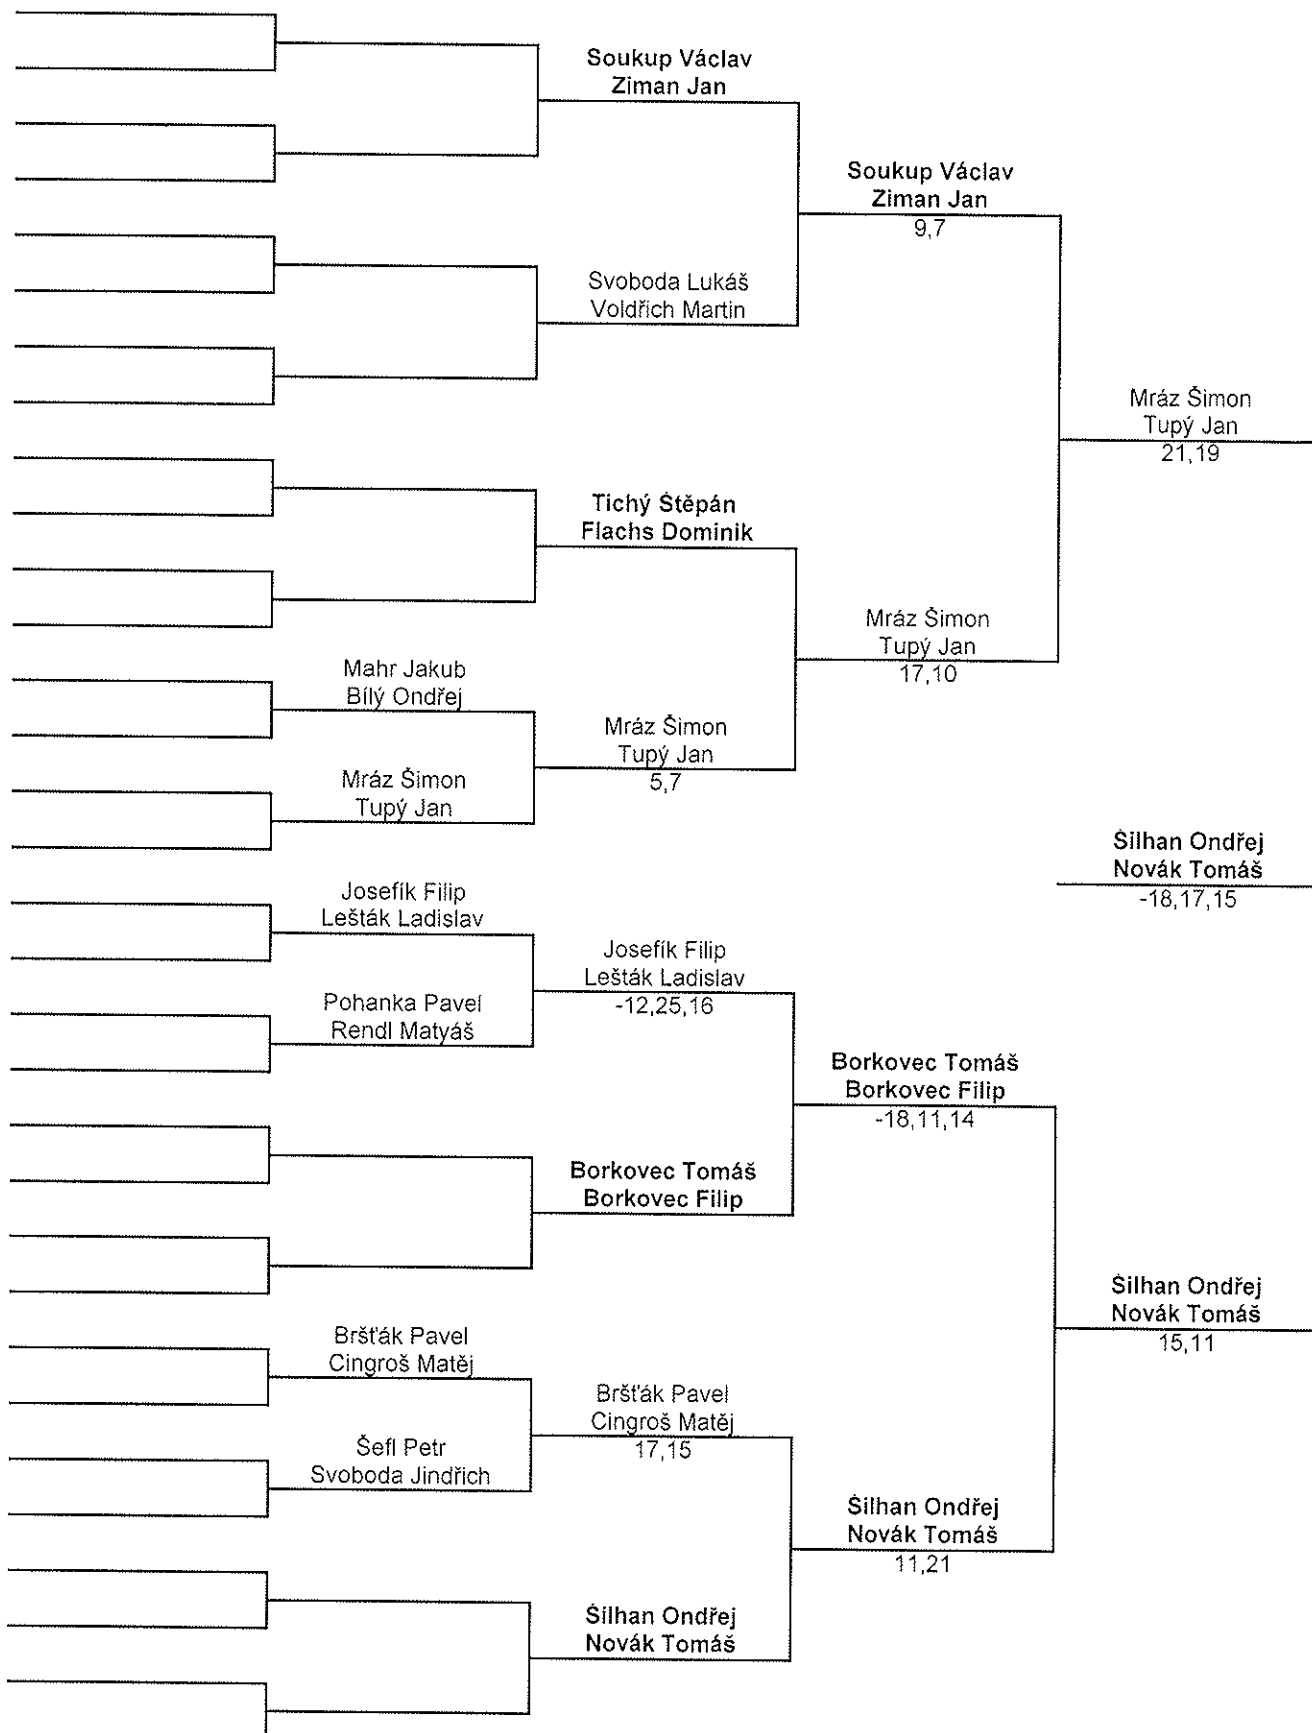 Soukup Václav
Ziman Jan
Soukup Václav
Ziman Jan
9,7
Svoboda Lukáš
Voldřich Martin
Mráz Šimon
Tupý Jan
21,19
Tichý Štěpán
Flachs Dominik
Mráz Šimon
Tupý Jan
17,10
Mahr Jakub
Bílý Ondřej
Mráz Šimon
Tupý Jan
5,7
Mráz Šimon
Tupý Jan
Šilhan Ondřej
Novák Tomáš
-18,17,15
Josefík Filip
Lešták Ladislav
Josefík Filip
Lešták Ladislav
-12,25,16
Pohanka Pavel
Rendl Matyáš
Borkovec Tomáš
Borkovec Filip
-18,11,14
Borkovec Tomáš
Borkovec Filip
Šilhan Ondřej
Novák Tomáš
15,11
Bršťák Pavel
Cingroš Matěj
Bršťák Pavel
Cingroš Matěj
17,15
Šefl Petr
Svoboda Jindřich
Šilhan Ondřej
Novák Tomáš
11,21
Šilhan Ondřej
Novák Tomáš